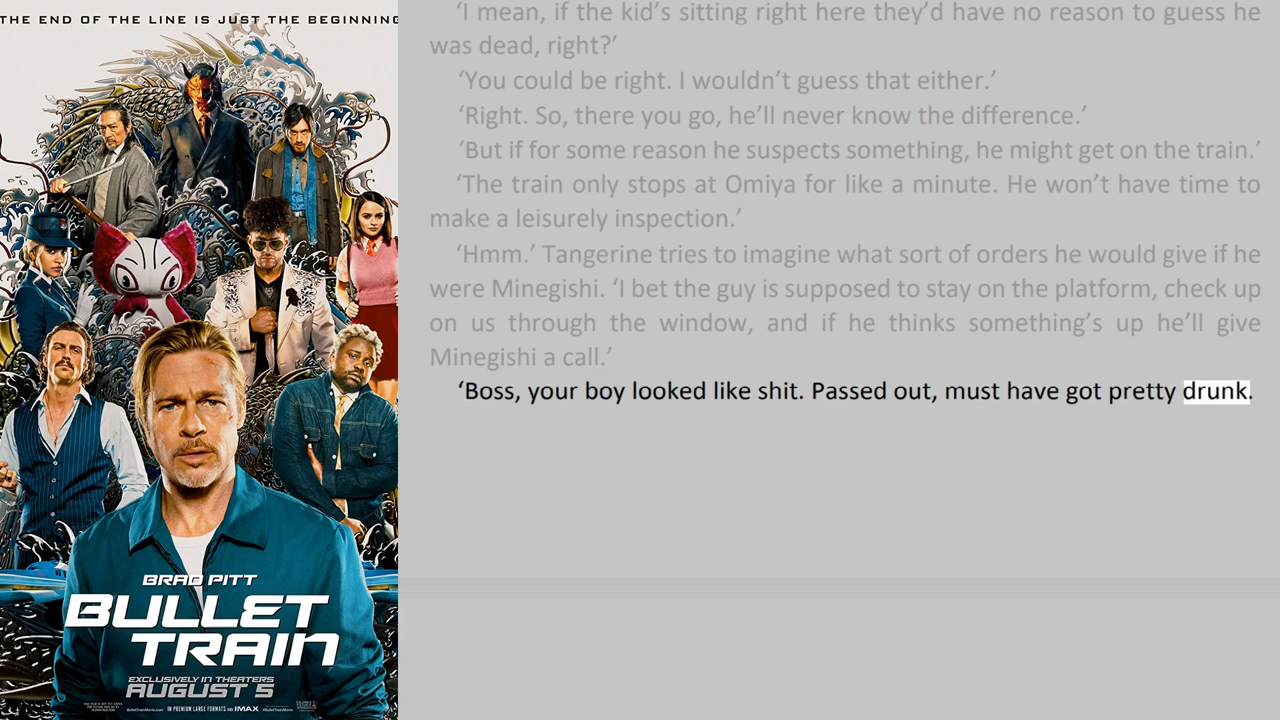 THE END OF THE LINE IS JUST THE BEGINNING
BRAD PITT
BULLET
TRAIN
EXCLUSIVELY IN THEATERS
AUGUST 5
IN PREMIUM LARGE FORMATS AND IMAX
‘I mean, if the kid’s sitting right here they’d have no reason to guess he
was dead, right?’
‘You could be right. I wouldn’t guess that either.’
‘Right. So, there you go, he’ll never know the difference.’
‘But if for some reason he suspects something, he might get on the train.’
‘The train only stops at Omiya for like a minute. He won’t have time to
make a leisurely inspection.’
‘Hmm.’ Tangerine tries to imagine what sort of orders he would give if he
were Minegishi. ‘I bet the guy is supposed to stay on the platform, check up
on us through the window, and if he thinks something’s up he’ll give
Minegishi a call.’
‘Boss, your boy looked like shit. Passed out, must have got pretty drunk.